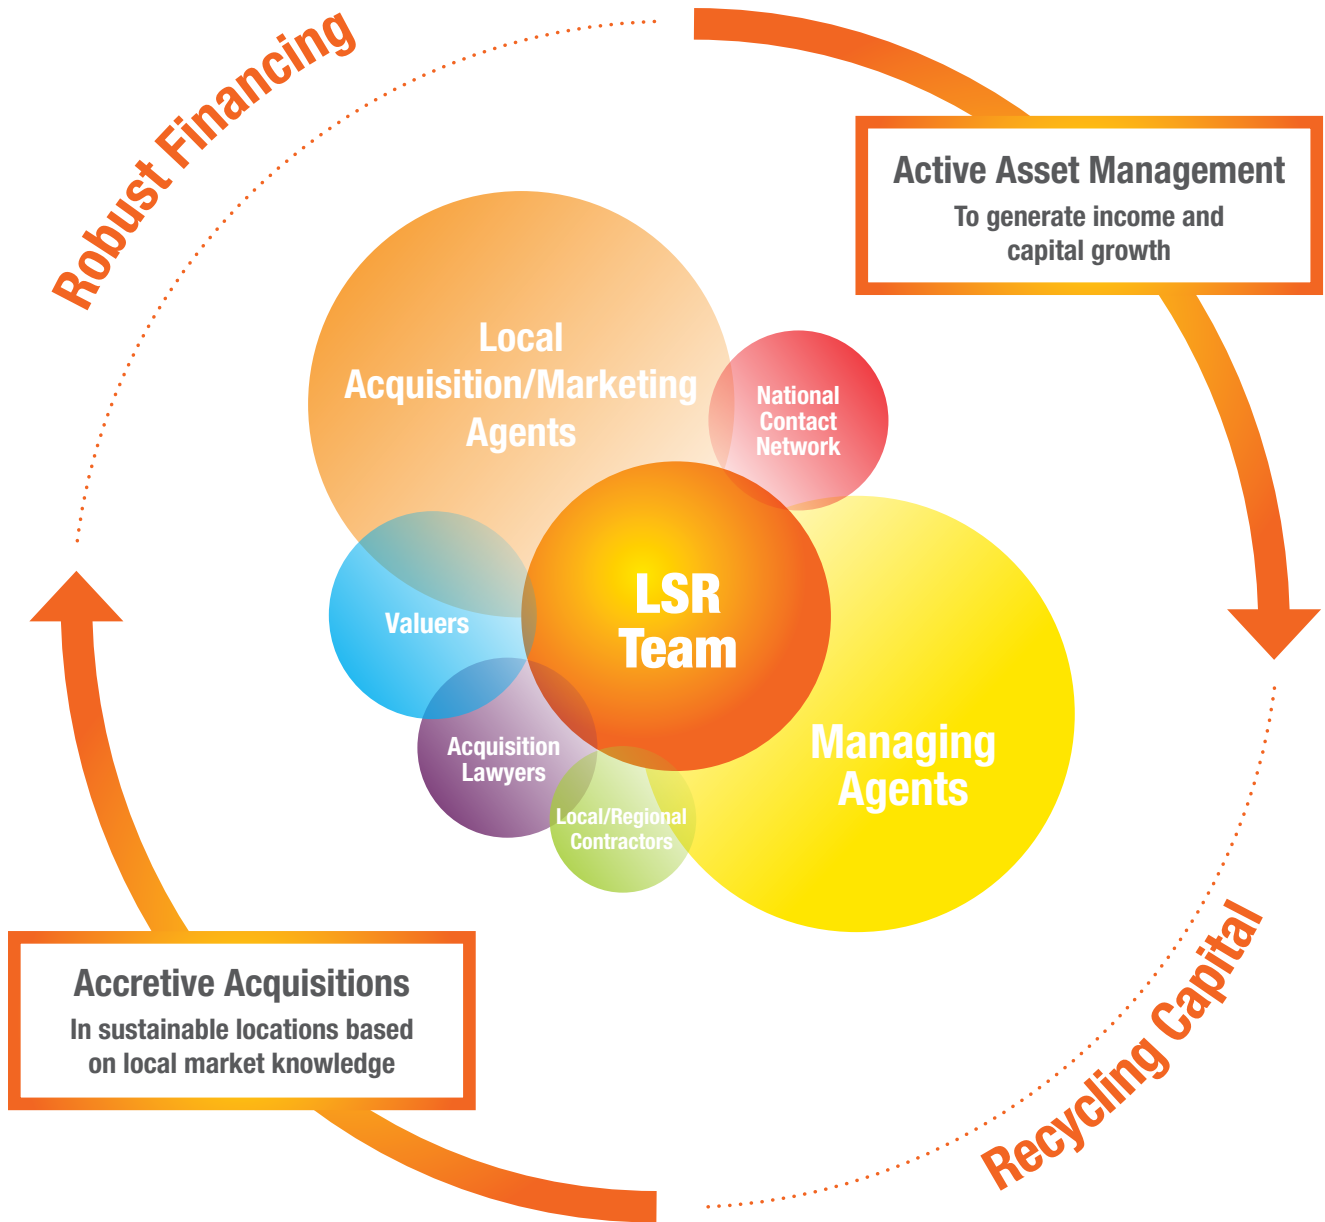 Robust Financing
Active Asset Management
To generate income and
capital growth
Local
Acquisition/Marketing
Agents
National
Contact
Network
LSR
Team
Valuers
Managing
Agents
Acquisition
Lawyers
Local/Regional
Contractors
Accretive Acquisitions
In sustainable locations based
on local market knowledge
Recycling Capital